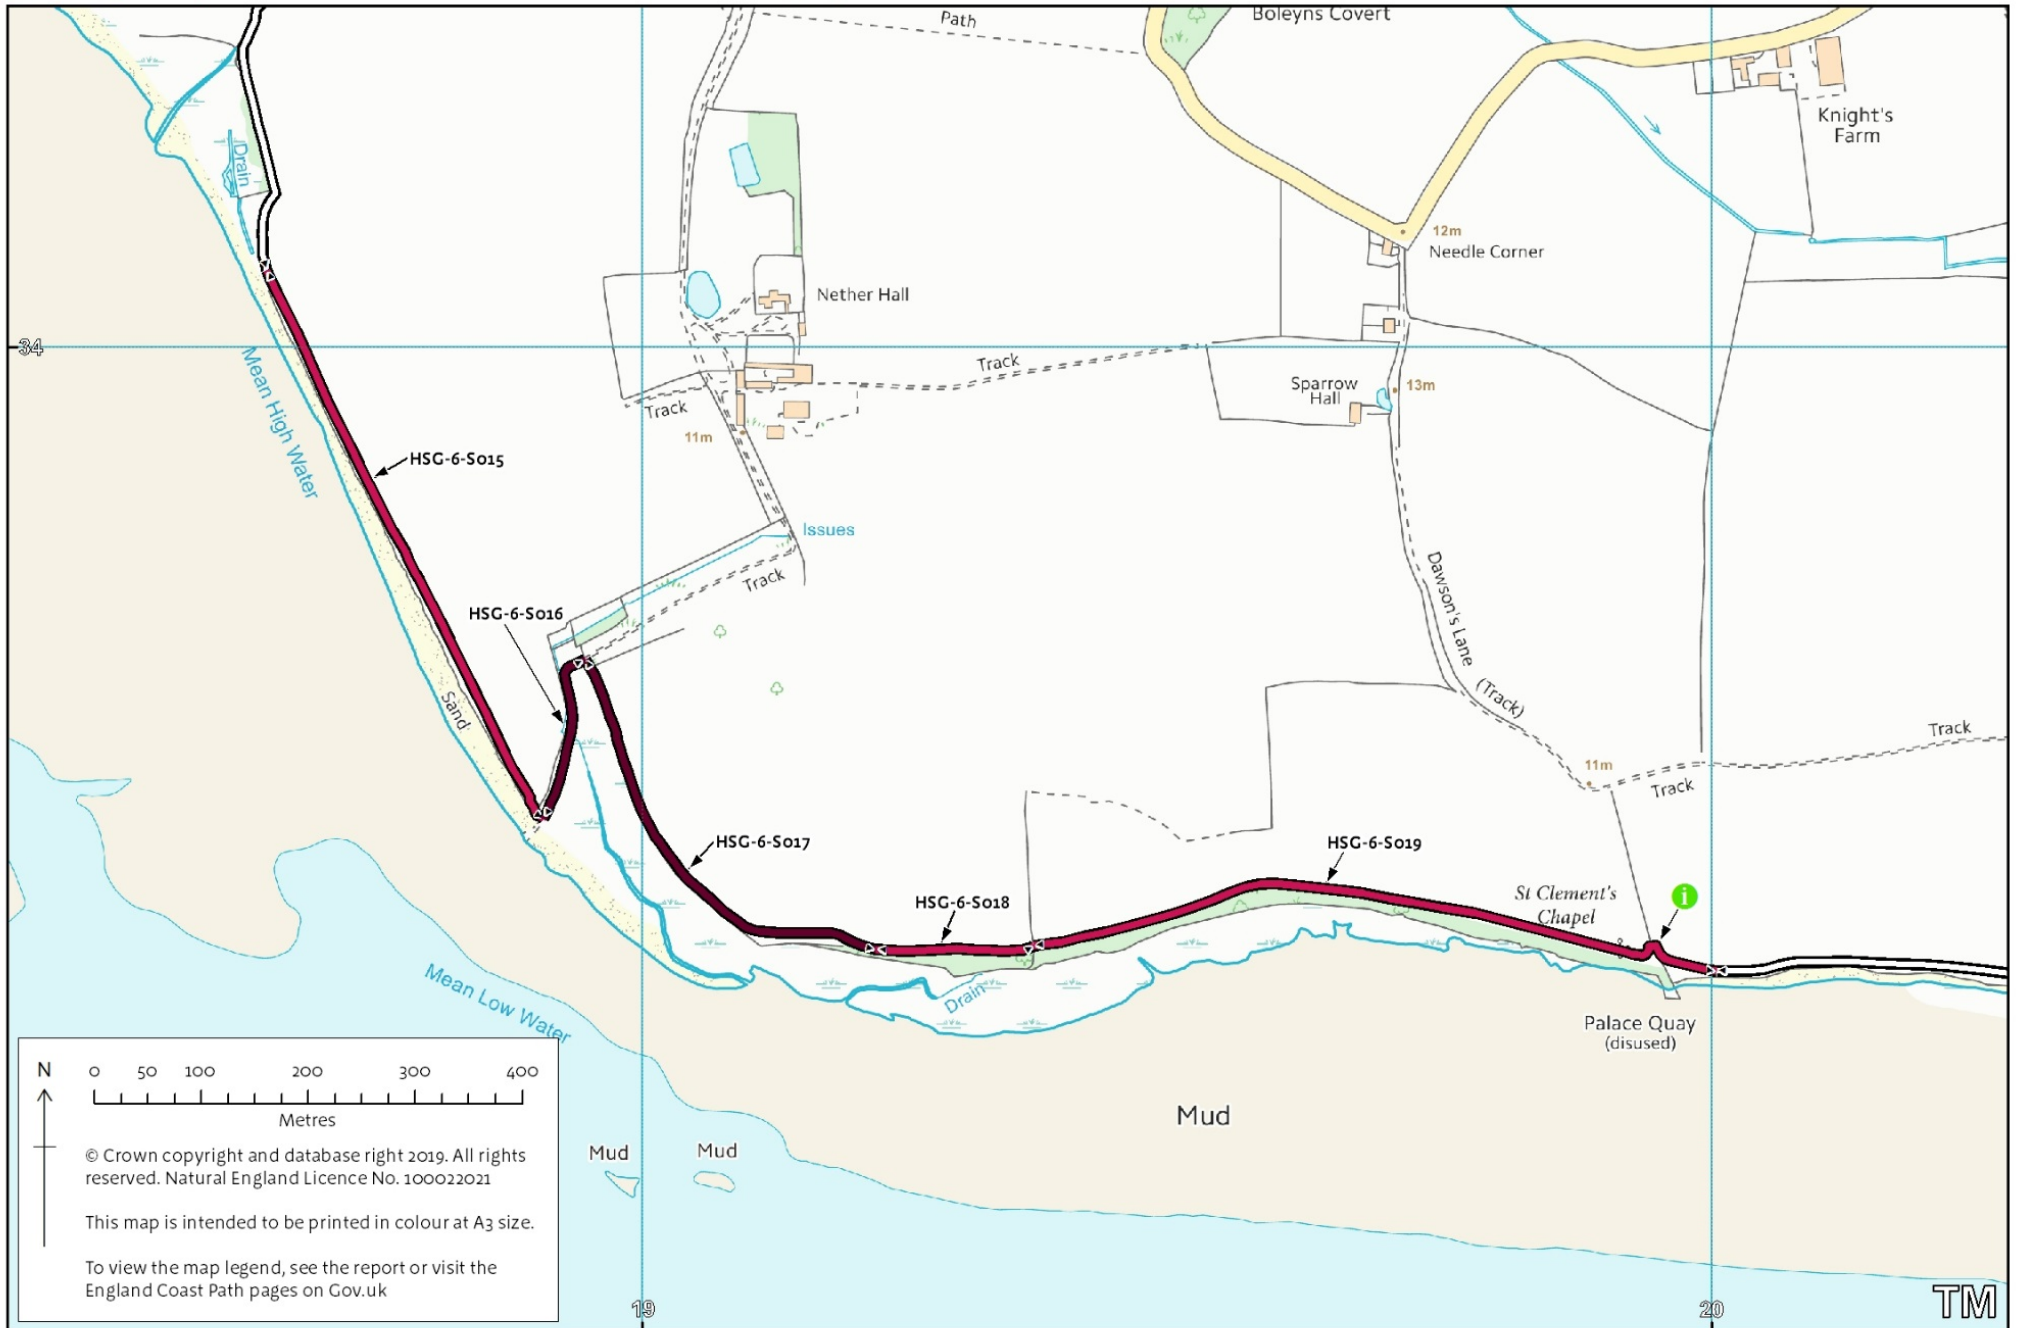 Path
Boleyns Covert
Knight's
Farm
Drain
12m
Needle Corner
Nether Hall
34
Mean High Water
Track
Track
Sparrow
Hall
13m
11m
HSG-6-S015
Issues
Track
Dawson's Lane
(Track)
HSG-6-S016
Sand
11m
Track
Track
HSG-6-S017
HSG-6-S018
HSG-6-S019
St Clement's
Chapel
i
Mean Low Water
Drain
Palace Quay
(disused)
Mud
Mud
Mud
N
0 50 100 200 300 400
Metres
© Crown copyright and database right 2019. All rights
reserved. Natural England Licence No. 100022021
This map is intended to be printed in colour at A3 size.
To view the map legend, see the report or visit the
England Coast Path pages on Gov.uk
19
20
TM